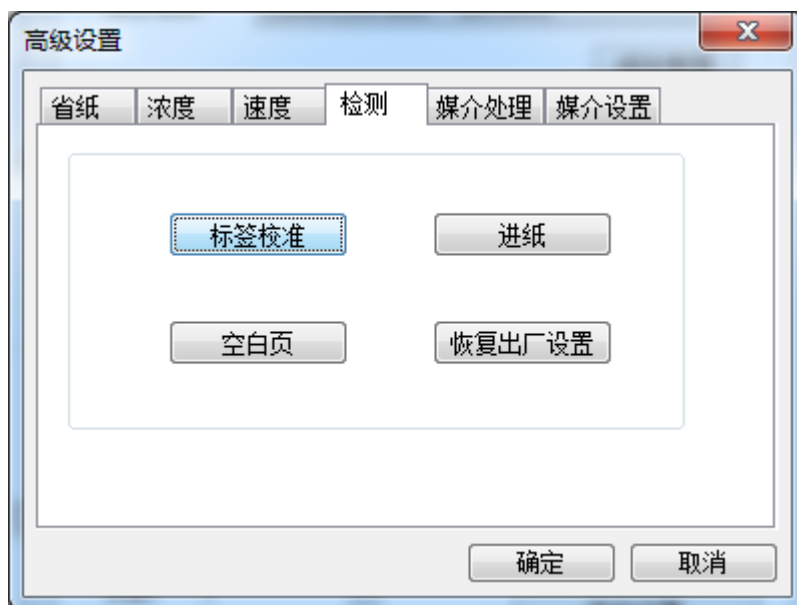 高级设置
省纸 浓度 速度 检测 媒介处理 媒介设置
标签校准 进纸
空白页 恢复出厂设置
确定 取消